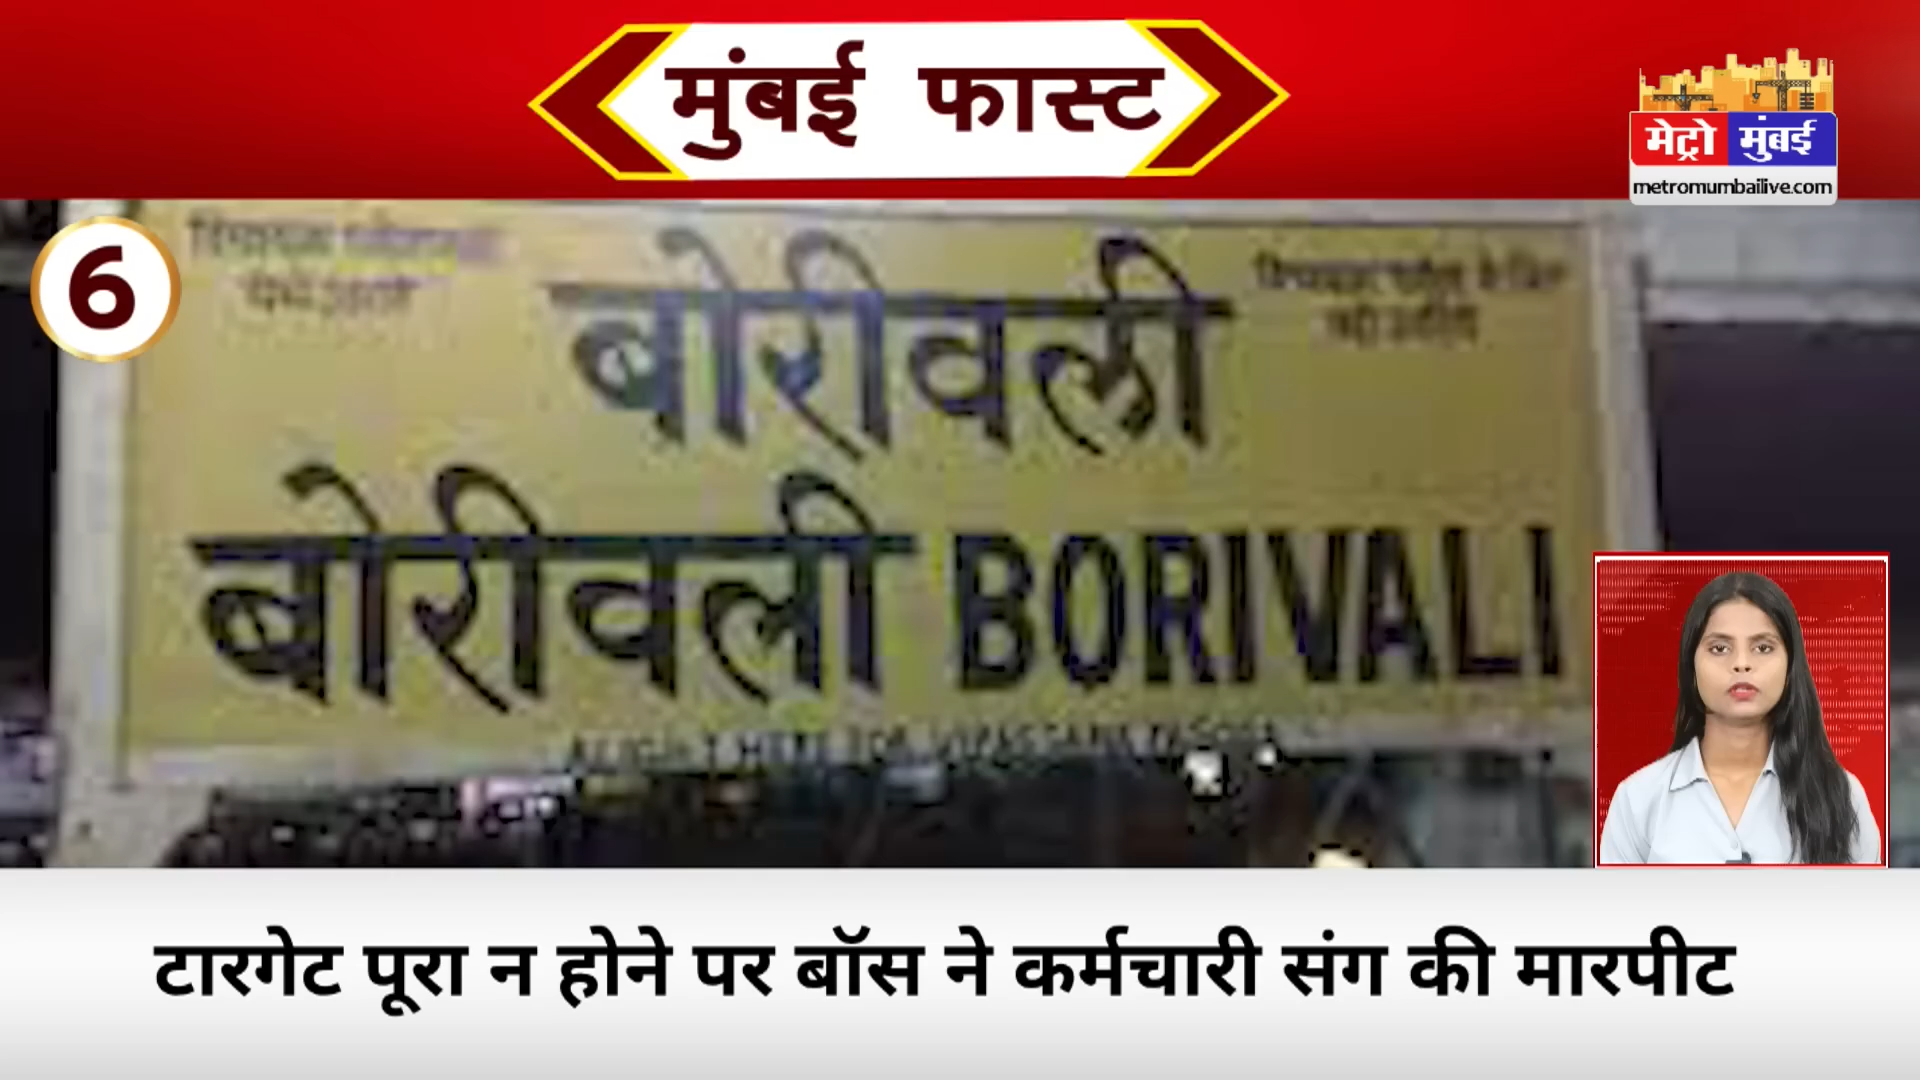 मुंबई फास्ट
मेट्रो मुंबई
metromumbailive.com
6
बोरीवली
बोरीवली BORIVALI
टारगेट पूरा न होने पर बॉस ने कर्मचारी संग की मारपीट